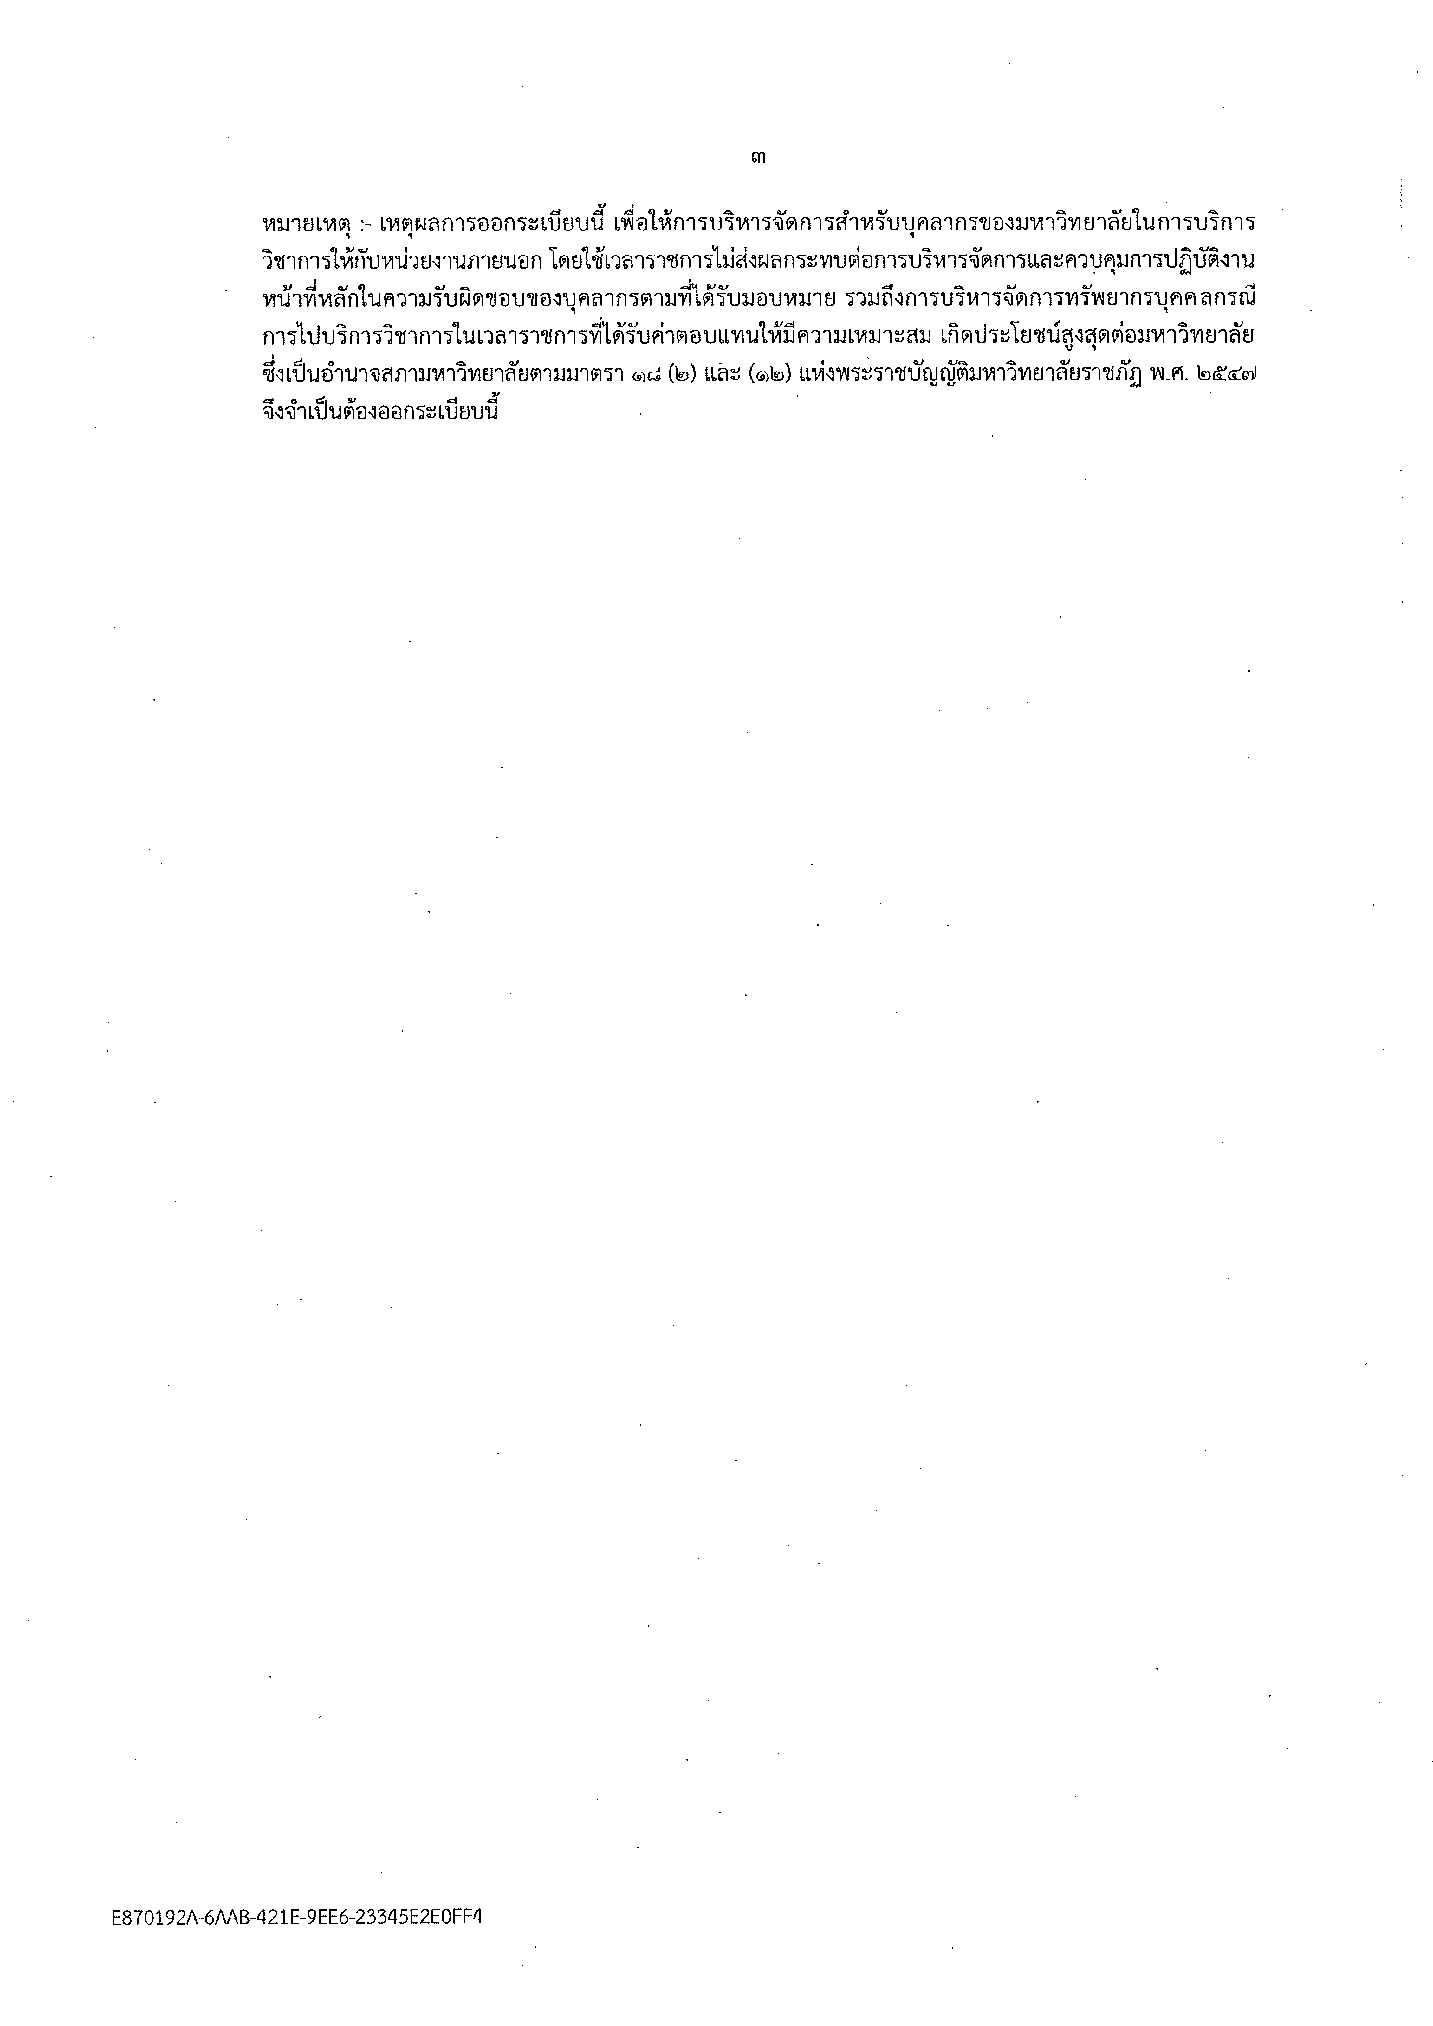 ๓
หมายเหตุ :- เหตุผลการออกระเบียบนี้ เพื่อให้การบริหารจัดการสำหรับบุคลากรของมหาวิทยาลัยในการบริการ
วิชาการให้กับหน่วยงานภายนอก โดยใช้เวลาราชการไม่ส่งผลกระทบต่อการบริหารจัดการและควบคุมการปฏิบัติงาน
หน้าที่หลักในความรับผิดชอบของบุคลากรตามที่ได้รับมอบหมาย รวมถึงการบริหารจัดการทรัพยากรบุคคลกรณี
การไปบริการวิชาการในเวลาราชการที่ได้รับค่าตอบแทนให้มีความเหมาะสม เกิดประโยชน์สูงสุดต่อมหาวิทยาลัย
ซึ่งเป็นอำนาจสภามหาวิทยาลัยตามมาตรา ๑๘ (๒) และ (๑๒) แห่งพระราชบัญญัติมหาวิทยาลัยราชภัฏ พ.ศ. ๒๕๔๗
จึงจำเป็นต้องออกระเบียบนี้
E870192A-6AAB-421E-9EE6-23345E2E0FF4